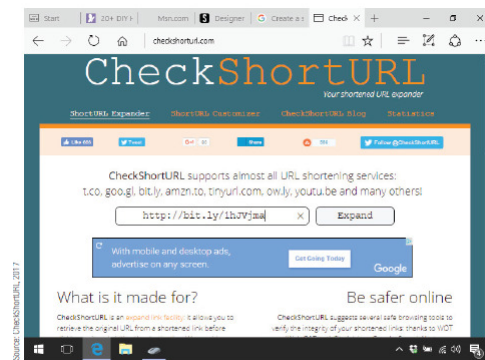 Start
20+ DIY+
Msn.com
Designer
Create a s
Check
checkshorturl.com
CheckShortURL
Your shortened URL expander
ShortURL Expander
ShortURL Customizer
CheckShortURL Blog
Statistics
Like
Tweet
G+
Share
Follow @CheckShortURL
CheckShortURL supports almost all URL shortening services:
t.co, goo.gl, bit.ly, amzn.to, tinyurl.com, ow.ly, youtu.be and many others!
http://bit.ly/1hJVjma
Expand
With mobile and desktop ads,
advertise on any screen.
Get Going Today
Google
What is it made for?
Be safer online
CheckShortURL is an expand link facility: it allows you to
retrieve the original URL from a shortened link before
CheckShortURL suggests several safe browsing tools to
verify the integrity of your shortened links: thanks to WOT
Source: CheckShortURL, 2017